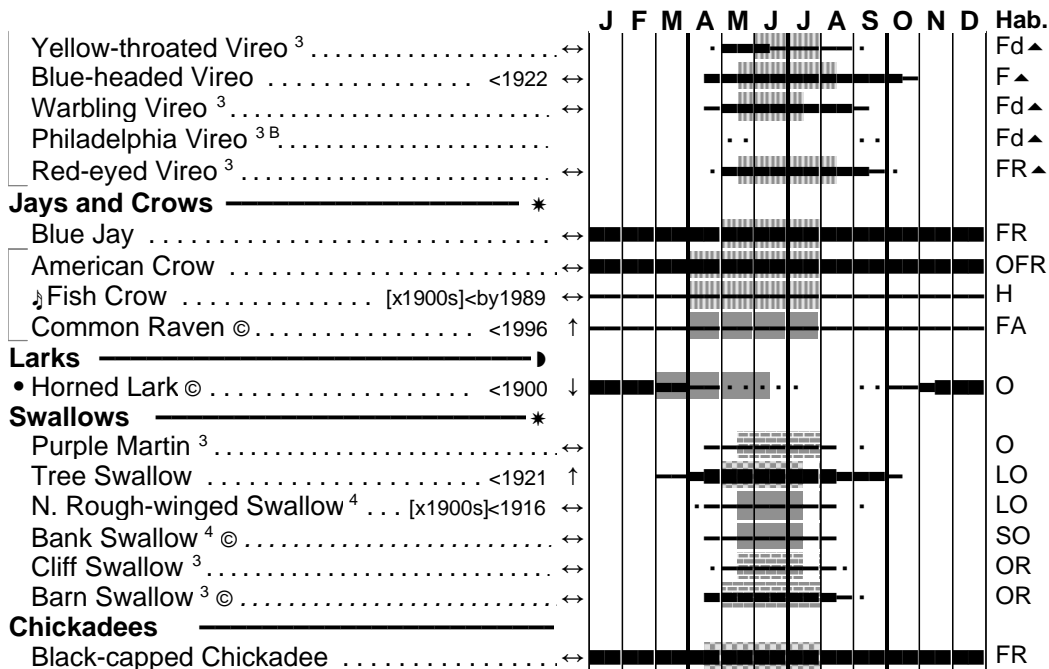 J F M A M J J A S O N D Hab.
Yellow-throated Vireo ³ . . . . . . . . . . . . . . . . . . . . ↔ Fd▲
Blue-headed Vireo . . . . . . . . . . . . . . . <1922 ↔ F▲
Warbling Vireo ³ . . . . . . . . . . . . . . . . . . . . . . . . . . ↔ Fd▲
Philadelphia Vireo ³ ᴮ. . . . . . . . . . . . . . . . . . . . Fd▲
Red-eyed Vireo ³ . . . . . . . . . . . . . . . . . . . . . . . . . ↔ FR▲
Jays and Crows ✷
Blue Jay . . . . . . . . . . . . . . . . . . . . . . . . . . . . . ↔ FR
American Crow . . . . . . . . . . . . . . . . . . . . . . . . ↔ OFR
♪Fish Crow . . . . . . . . . . . . . [x1900s]<by1989 ↔ H
Common Raven © . . . . . . . . . . . . . . . . <1996 ↑ FA
Larks ◗
• Horned Lark © . . . . . . . . . . . . . . . . . . . . <1900 ↓ O
Swallows ✷
Purple Martin ³ . . . . . . . . . . . . . . . . . . . . . . . . . . . ↔ O
Tree Swallow . . . . . . . . . . . . . . . . . . . <1921 ↑ LO
N. Rough-winged Swallow ⁴ . . . [x1900s]<1916 ↔ LO
Bank Swallow ⁴ © . . . . . . . . . . . . . . . . . . . . . . . . ↔ SO
Cliff Swallow ³ . . . . . . . . . . . . . . . . . . . . . . . . . . . ↔ OR
Barn Swallow ³ © . . . . . . . . . . . . . . . . . . . . . . . . ↔ OR
Chickadees
Black-capped Chickadee . . . . . . . . . . . . . . . . ↔ FR